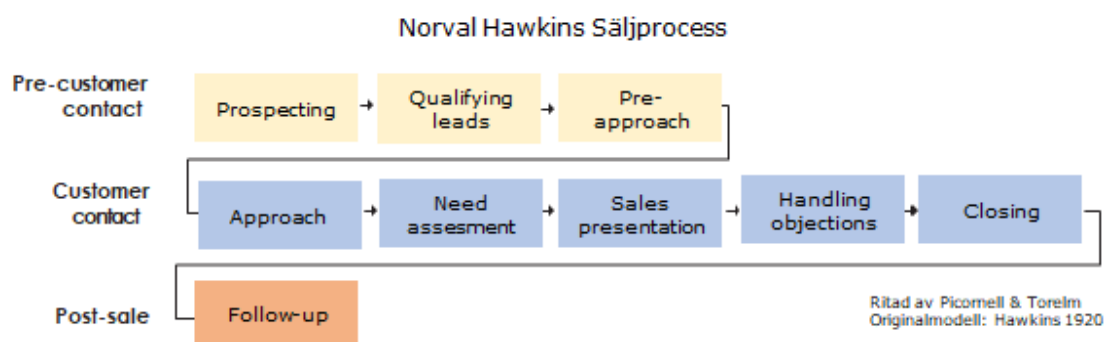 Norval Hawkins Säljprocess
Pre-customer
contact
Prospecting
Qualifying
leads
Pre-
approach
Customer
contact
Approach
Need
assesment
Sales
presentation
Handling
objections
Closing
Post-sale
Follow-up
Ritad av Picornell & Torelm
Originalmodell: Hawkins 1920